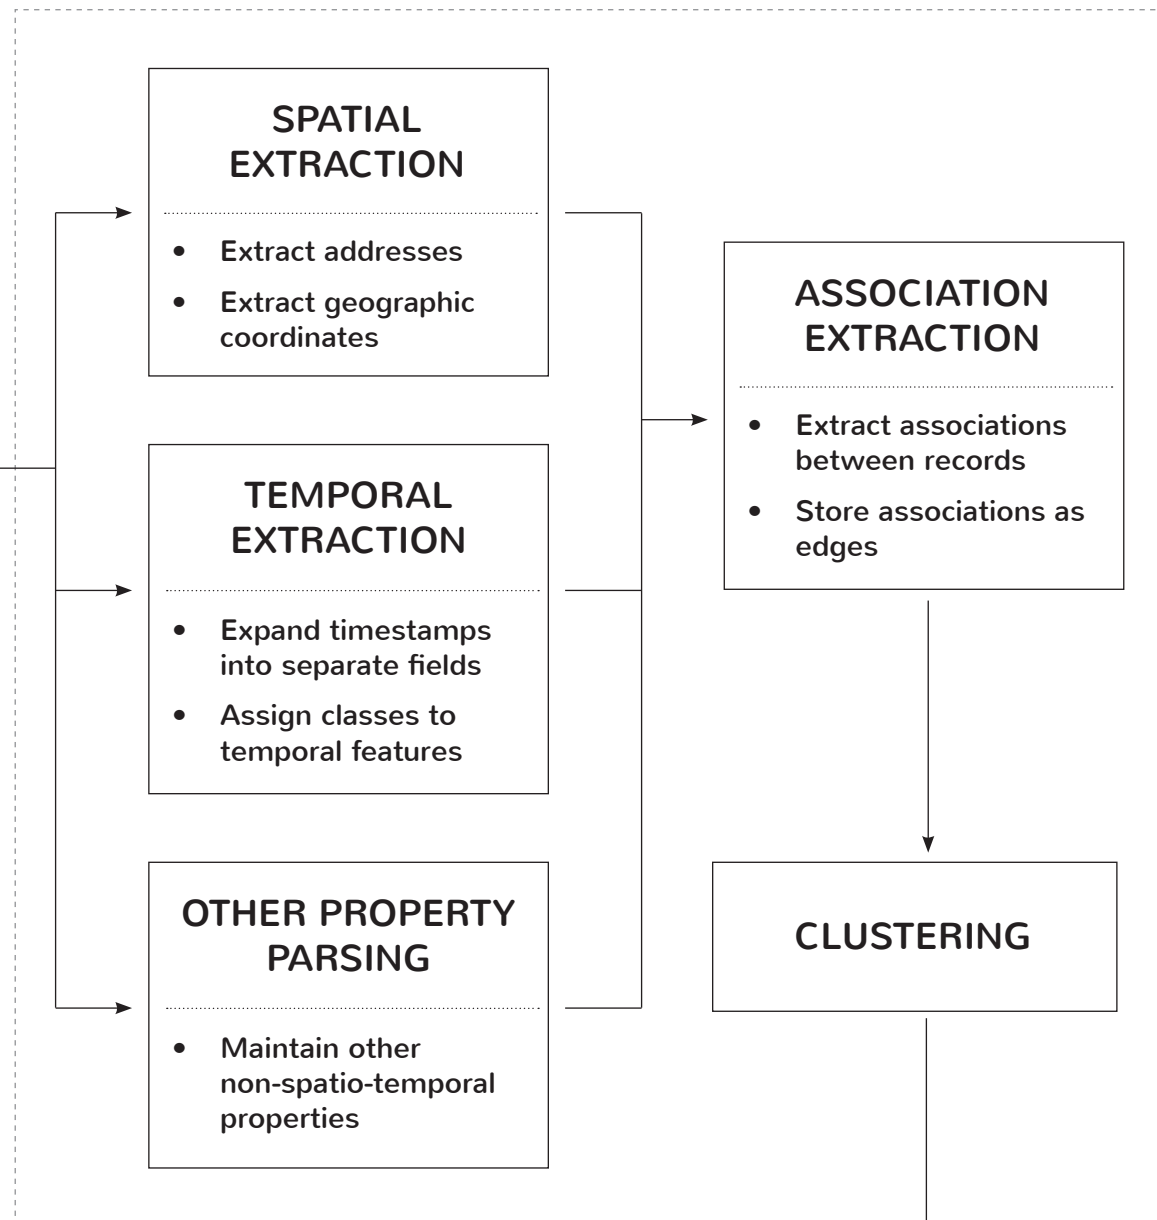 SPATIAL
EXTRACTION
• Extract addresses
• Extract geographic
coordinates
TEMPORAL
EXTRACTION
• Expand timestamps
into separate fields
• Assign classes to
temporal features
OTHER PROPERTY
PARSING
• Maintain other
non-spatio-temporal
properties
ASSOCIATION
EXTRACTION
• Extract associations
between records
• Store associations as
edges
CLUSTERING